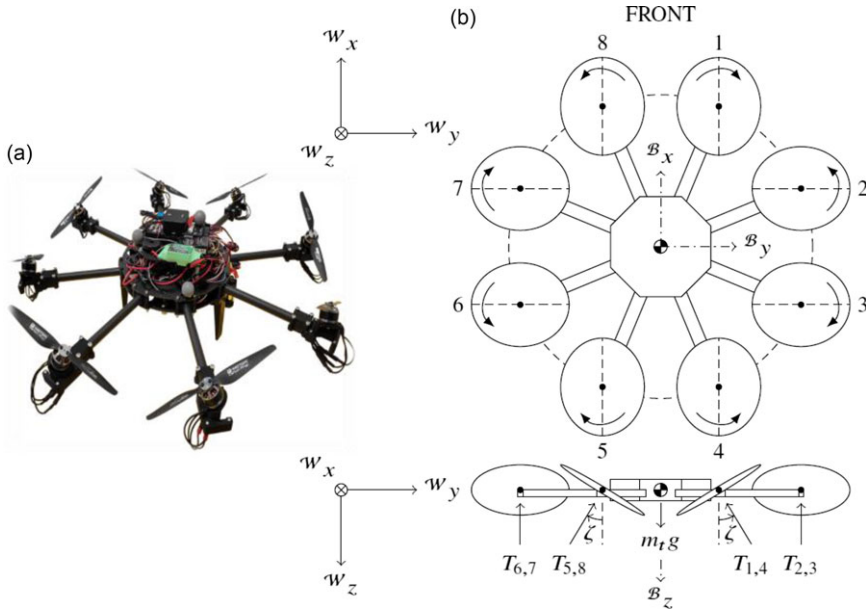 (a)
𝒲x
𝒲y
𝒲z
(b)
FRONT
8
1
7
2
6
3
5
4
ℬx
ℬy
𝒲x
𝒲y
𝒲z
ζ
ζ
T6,7
T5,8
mtg
T1,4
T2,3
ℬz